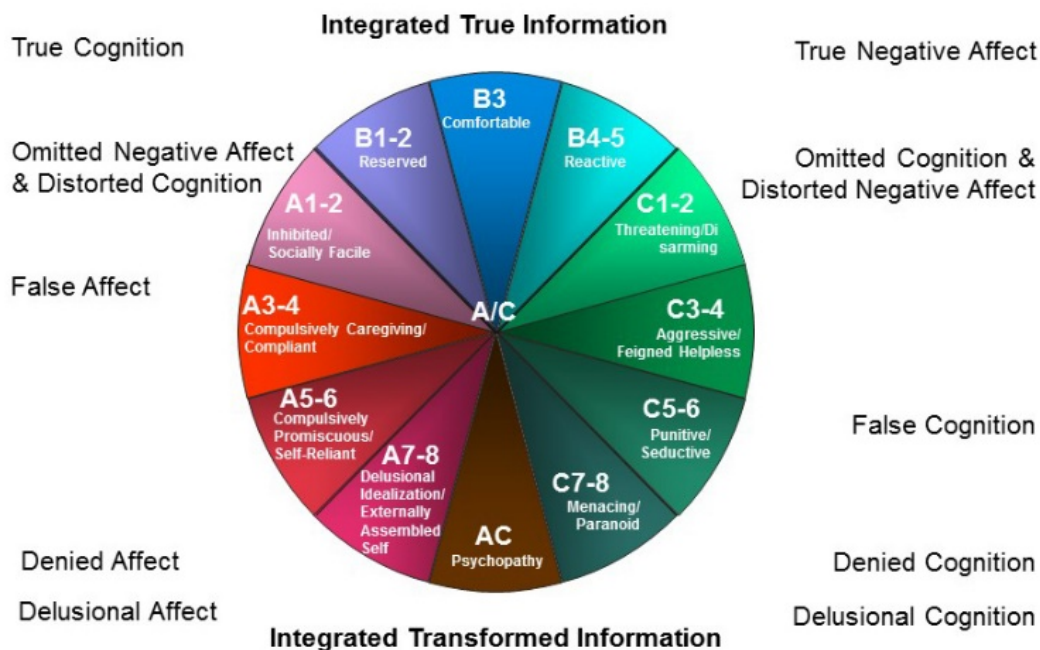 Integrated True Information
True Cognition
True Negative Affect
Omitted Negative Affect
& Distorted Cognition
Omitted Cognition &
Distorted Negative Affect
False Affect
False Cognition
Denied Affect
Denied Cognition
Delusional Affect
Delusional Cognition
B3
Comfortable
B1-2
Reserved
B4-5
Reactive
A1-2
Inhibited/
Socially Facile
C1-2
Threatening/Di
sarming
A3-4
Compulsively Caregiving/
Compliant
A/C
C3-4
Aggressive/
Feigned Helpless
A5-6
Compulsively
Promiscuous/
Self-Reliant
C5-6
Punitive/
Seductive
A7-8
Delusional
Idealization/
Externally
Assembled
Self
C7-8
Menacing/
Paranoid
AC
Psychopathy
Integrated Transformed Information